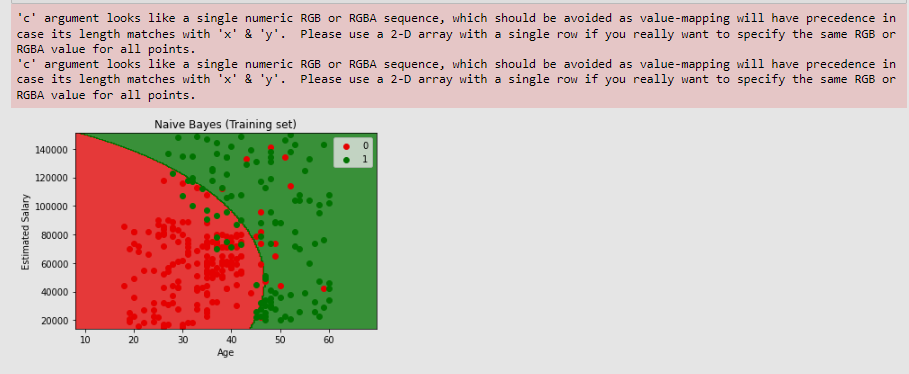 'c' argument looks like a single numeric RGB or RGBA sequence, which should be avoided as value-mapping will have precedence in
case its length matches with 'x' & 'y'.  Please use a 2-D array with a single row if you really want to specify the same RGB or
RGBA value for all points.
'c' argument looks like a single numeric RGB or RGBA sequence, which should be avoided as value-mapping will have precedence in
case its length matches with 'x' & 'y'.  Please use a 2-D array with a single row if you really want to specify the same RGB or
RGBA value for all points.
Naive Bayes (Training set)
0
1
140000
120000
100000
80000
60000
40000
20000
Estimated Salary
10 20 30 40 50 60
Age